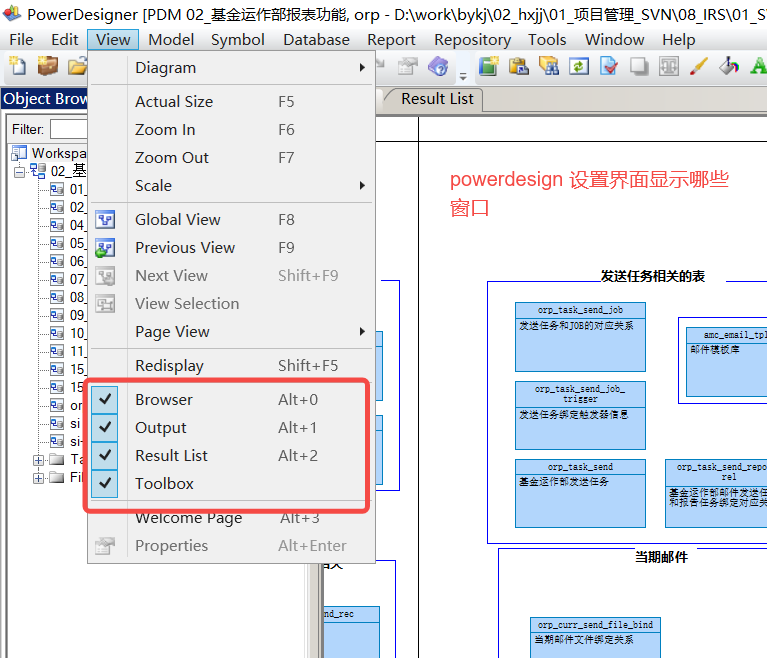 PowerDesigner [PDM 02_基金运作部报表功能, orp - D:\work\bykj\02_hxjj\01_项目管理_SVN\08_IRS\01_S
File Edit View Model Symbol Database Report Repository Tools Window Help
Object Brow
Result List
Filter:
Workspa
02_基
01_
02_
04_
05_
06_
07_
08_
09_
10_
11_
15_
15_
or
si
si-
Ta
Fil
Diagram
Actual Size F5
Zoom In F6
Zoom Out F7
Scale
Global View F8
Previous View F9
Next View Shift+F9
View Selection
Page View
Redisplay Shift+F5
Browser Alt+0
Output Alt+1
Result List Alt+2
Toolbox
Welcome Page Alt+3
Properties Alt+Enter
powerdesign 设置界面显示哪些
窗口
发送任务相关的表
orp_task_send_job
发送任务和JOB的对应关系
amc_email_tpl
邮件模板库
orp_task_send_job_
trigger
发送任务绑定触发器信息
orp_task_send
基金运作部发送任务
orp_task_send_repo
rel
基金运作部邮件发送任
和报告任务绑定对应关
当期邮件
相关
nd_rec
orp_curr_send_file_bind
当期邮件文件绑定关系